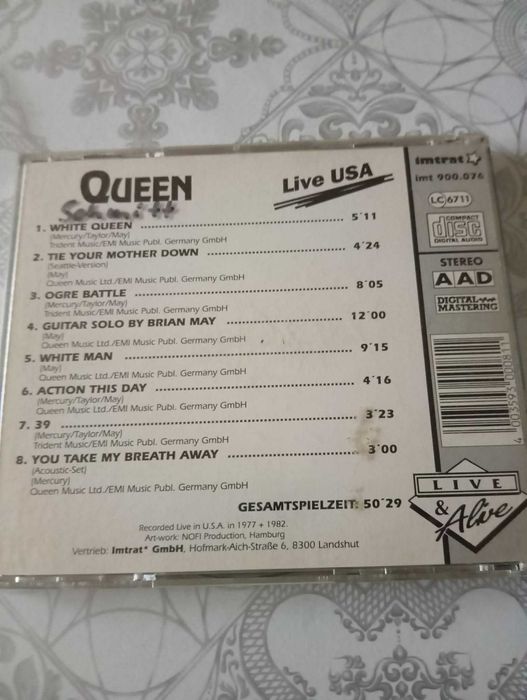 QUEEN
Live USA
Schmitt
1. WHITE QUEEN 5´11
(Mercury/Taylor/May)
Trident Music/EMI Music Publ. Germany GmbH
2. TIE YOUR MOTHER DOWN 4´24
(Seattle-Version)
(May)
Queen Music Ltd./EMI Music Publ. Germany GmbH
3. OGRE BATTLE 8´05
(Mercury/Taylor/May)
Trident Music/EMI Music Publ. Germany GmbH
4. GUITAR SOLO BY BRIAN MAY 12´00
(May)
Queen Music Ltd./EMI Music Publ. Germany GmbH
5. WHITE MAN 9´15
(May)
Queen Music Ltd./EMI Music Publ. Germany GmbH
6. ACTION THIS DAY 4´16
(Mercury/Taylor/May)
Queen Music Ltd./EMI Music Publ. Germany GmbH
7. 39 3´23
(Mercury/Taylor/May)
Trident Music/EMI Music Publ. Germany GmbH
8. YOU TAKE MY BREATH AWAY 3´00
(Acoustic-Set)
(Mercury)
Queen Music Ltd./EMI Music Publ. Germany GmbH
GESAMTSPIELZEIT: 50´29
Recorded Live in U.S.A. in 1977 + 1982.
Art-work: NOFI Production, Hamburg
Vertrieb: Imtrat* GmbH, Hofmark-Aich-Straße 6, 8300 Landshut
imtrat
imt 900.076
LC 6711
COMPACT
disc
DIGITAL AUDIO
STEREO
AAD
DIGITAL
MASTERING
LIVE
& Alive